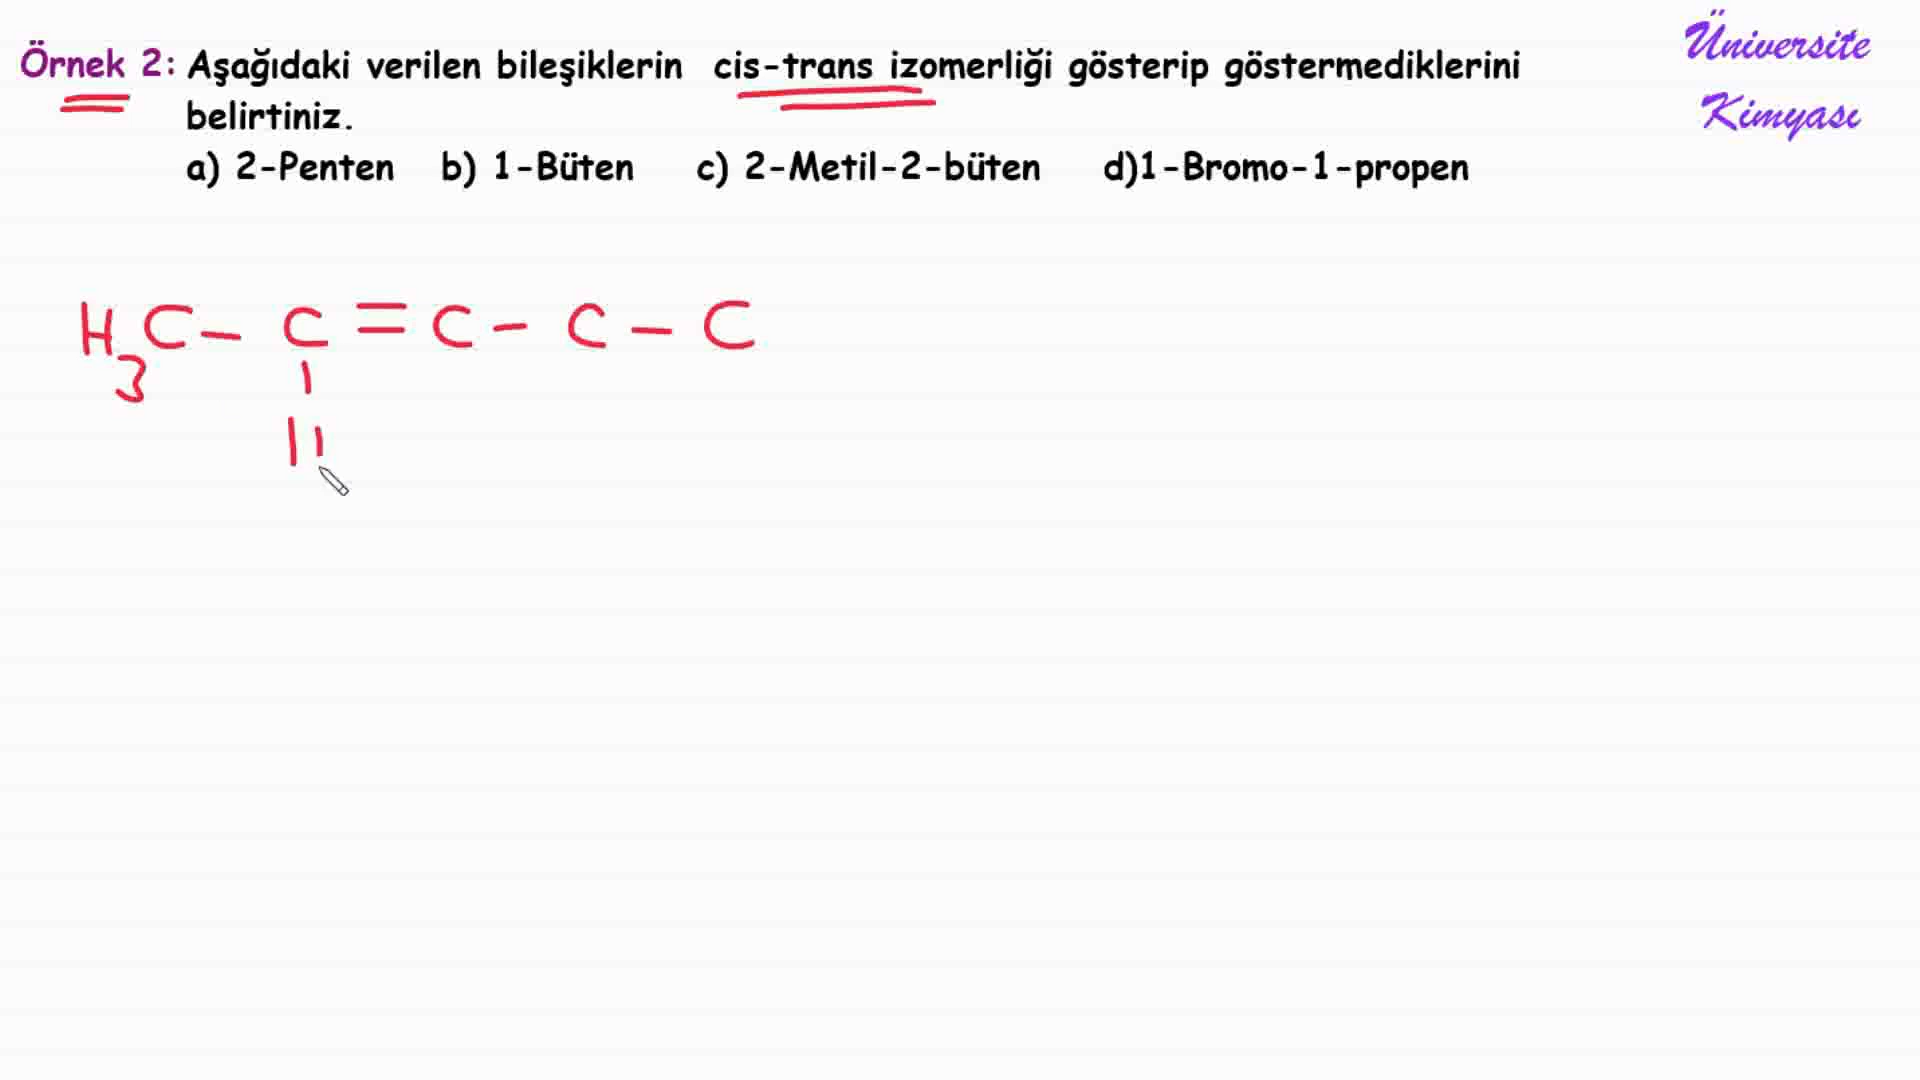 Örnek 2: Aşağıdaki verilen bileşiklerin cis-trans izomerliği gösterip göstermediklerini
belirtiniz.
a) 2-Penten b) 1-Büten c) 2-Metil-2-büten d)1-Bromo-1-propen
Üniversite
Kimyası
H3C - C = C - C - C